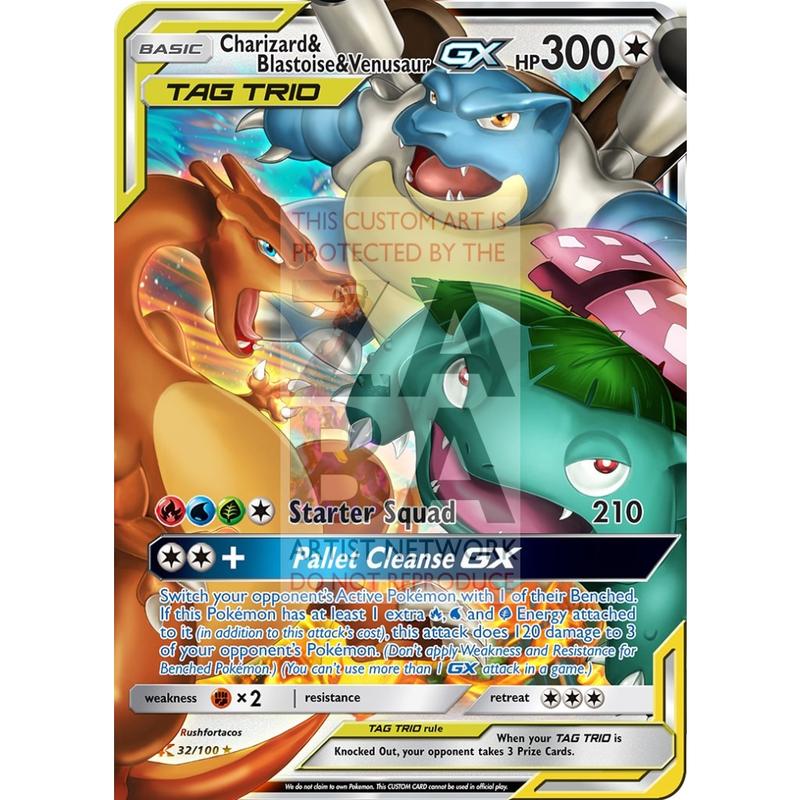 BASIC
Charizard&
Blastoise&Venusaur GX HP300
TAG TRIO
THIS CUSTOM ART IS
PROTECTED BY THE
ZA
BA
ARTIST NETWORK
DO NOT REPRODUCE
Starter Squad 210
+ Pallet Cleanse GX
Switch your opponent's Active Pokémon with 1 of their Benched.
If this Pokémon has at least 1 extra , and Energy attached
to it (in addition to this attack's cost), this attack does 120 damage to 3
of your opponent's Pokémon. (Don't apply Weakness and Resistance for
Benched Pokémon.) (You can't use more than 1 GX attack in a game.)
weakness ×2 resistance retreat
Rushfortacos
K 32/100 ★
TAG TRIO rule
When your TAG TRIO is
Knocked Out, your opponent takes 3 Prize Cards.
We do not claim to own Pokemon. This CUSTOM CARD cannot be used in official play.